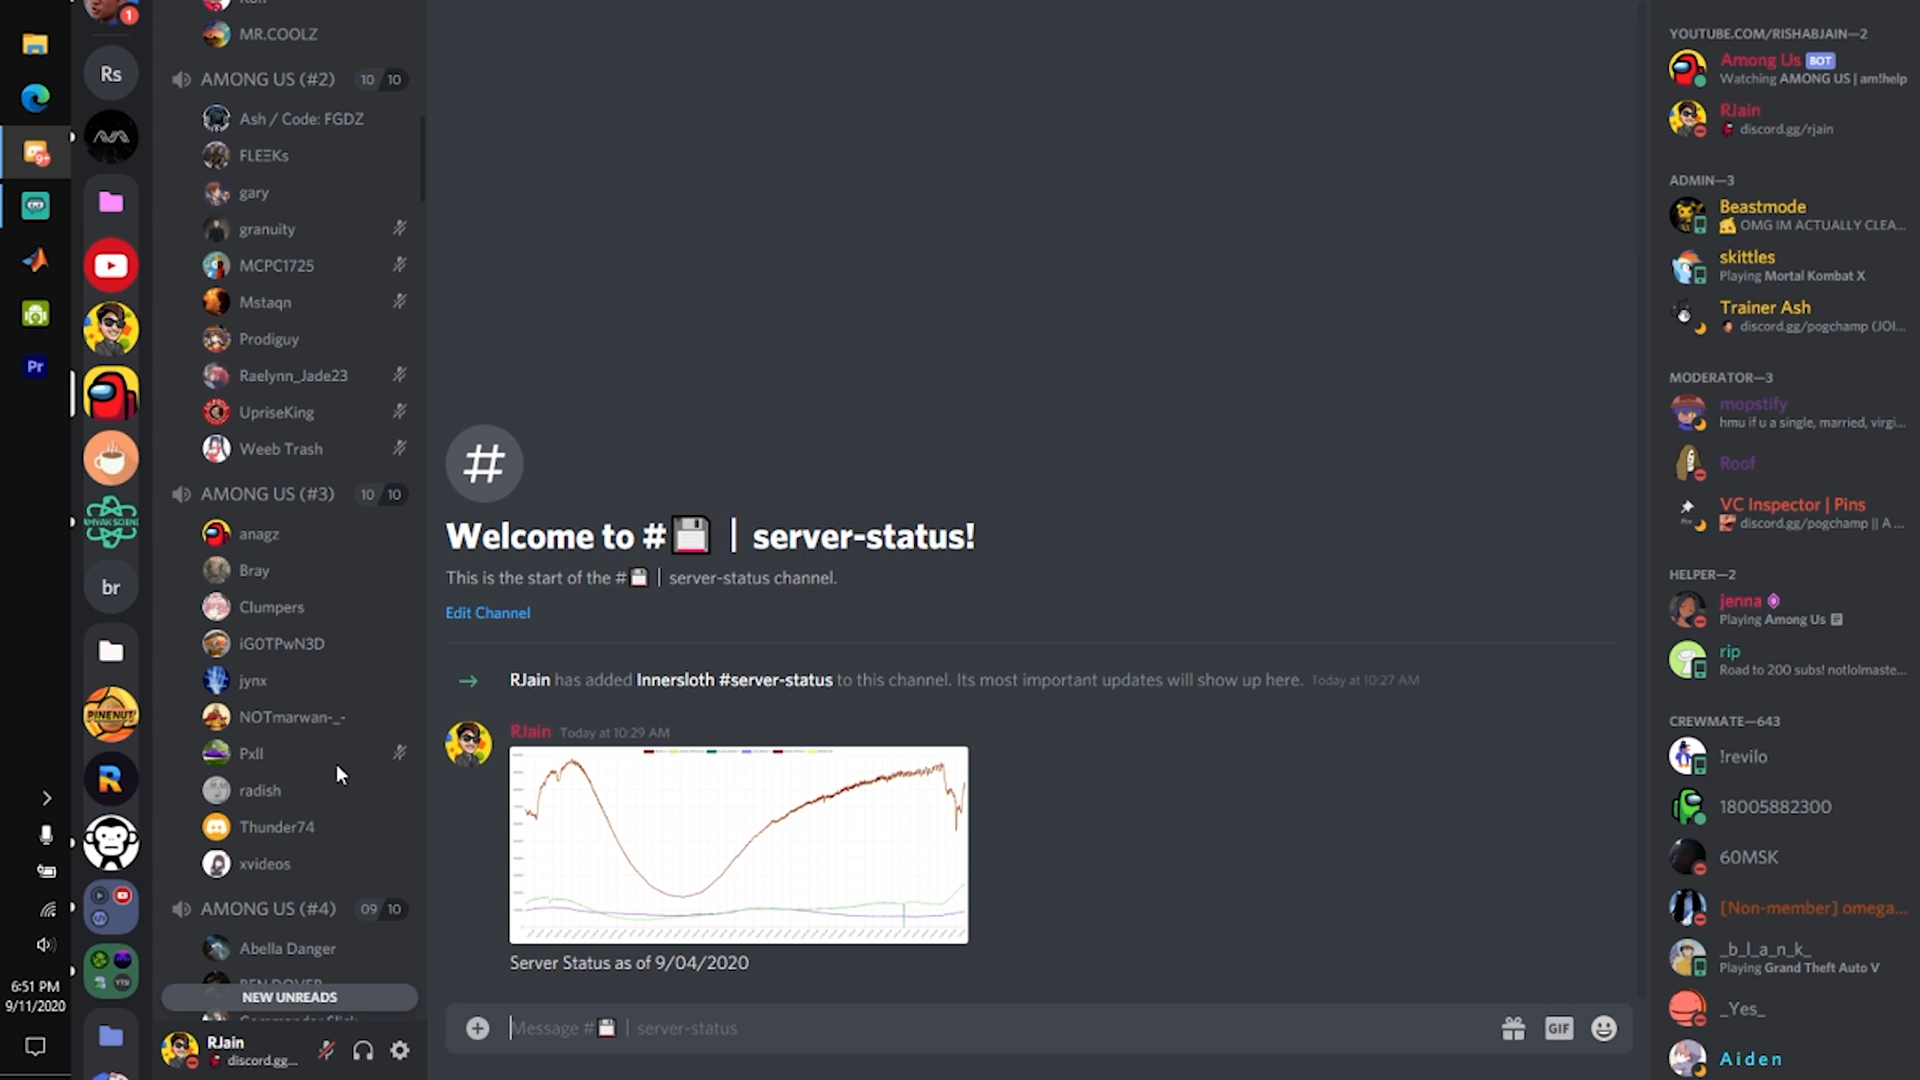 1
MR.COOLZ
AMONG US (#2) 10 10
Ash / Code: FGDZ
FLEΞKs
gary
granuity
MCPC1725
Mstaqn
Prodiguy
Raelynn_Jade23
UpriseKing
Weeb Trash
AMONG US (#3) 10 10
anagz
Bray
Clumpers
iG0TPwN3D
jynx
NOTmarwan-_-
Pxll
radish
Thunder74
xvideos
AMONG US (#4) 09 10
Abella Danger
NEW UNREADS
RJain
discord.gg...
Rs
9+
Pr
br
PINENUT
R
6:51 PM
9/11/2020
#
Welcome to #💾 | server-status!
This is the start of the #💾 | server-status channel.
Edit Channel
RJain has added Innersloth #server-status to this channel. Its most important updates will show up here. Today at 10:27 AM
RJain Today at 10:29 AM
Server Status as of 9/04/2020
Message #💾 | server-status
GIF
YOUTUBE.COM/RISHABJAIN—2
Among Us BOT
Watching AMONG US | am!help
RJain
discord.gg/rjain
ADMIN—3
Beastmode
OMG IM ACTUALLY CLEA...
skittles
Playing Mortal Kombat X
Trainer Ash
discord.gg/pogchamp (JOI...
MODERATOR—3
mopstify
hmu if u a single, married, virgi...
Roof
VC Inspector | Pins
discord.gg/pogchamp || A ...
HELPER—2
jenna
Playing Among Us
rip
Road to 200 subs! notlolmaste...
CREWMATE—643
!revilo
18005882300
60MSK
[Non-member] omega...
_b_l_a_n_k_
Playing Grand Theft Auto V
_Yes_
Aiden